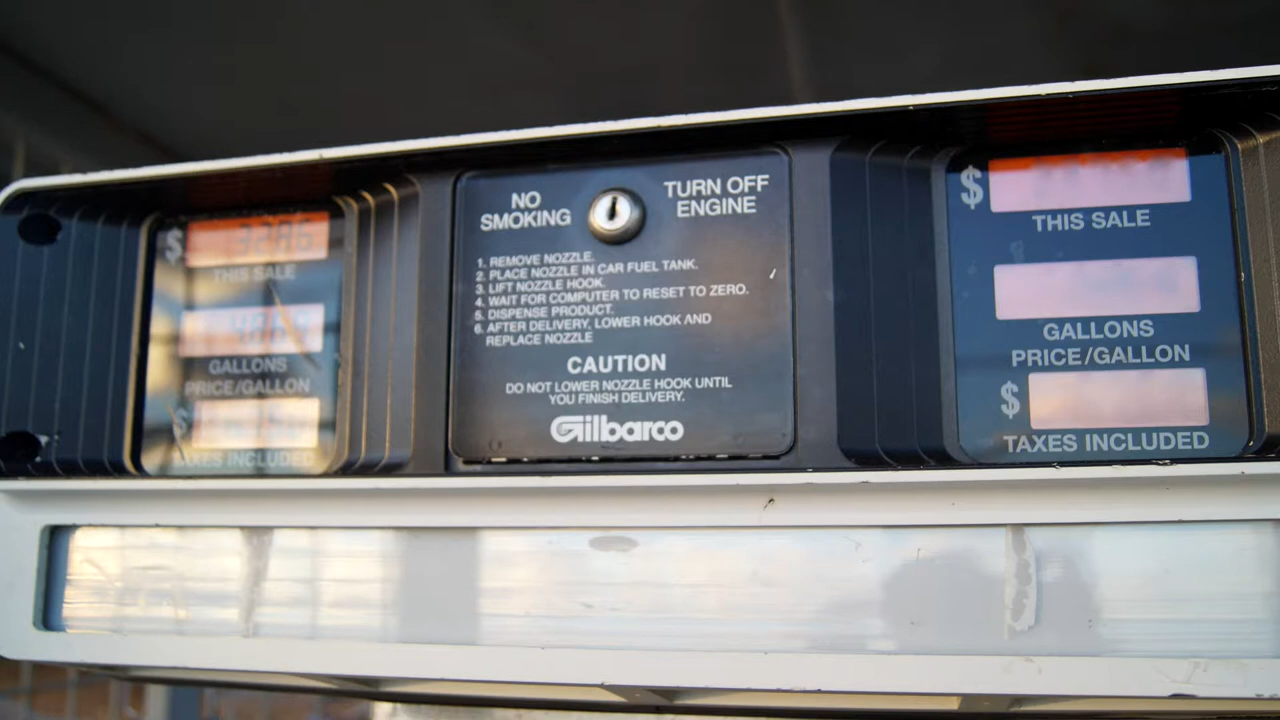 $
THIS SALE
GALLONS
PRICE/GALLON
$
TAXES INCLUDED
NO
SMOKING
TURN OFF
ENGINE
1. REMOVE NOZZLE.
2. PLACE NOZZLE IN CAR FUEL TANK.
3. LIFT NOZZLE HOOK.
4. WAIT FOR COMPUTER TO RESET TO ZERO.
5. DISPENSE PRODUCT.
6. AFTER DELIVERY, LOWER HOOK AND
REPLACE NOZZLE
CAUTION
DO NOT LOWER NOZZLE HOOK UNTIL
YOU FINISH DELIVERY.
Gilbarco
$
THIS SALE
GALLONS
PRICE/GALLON
$
TAXES INCLUDED